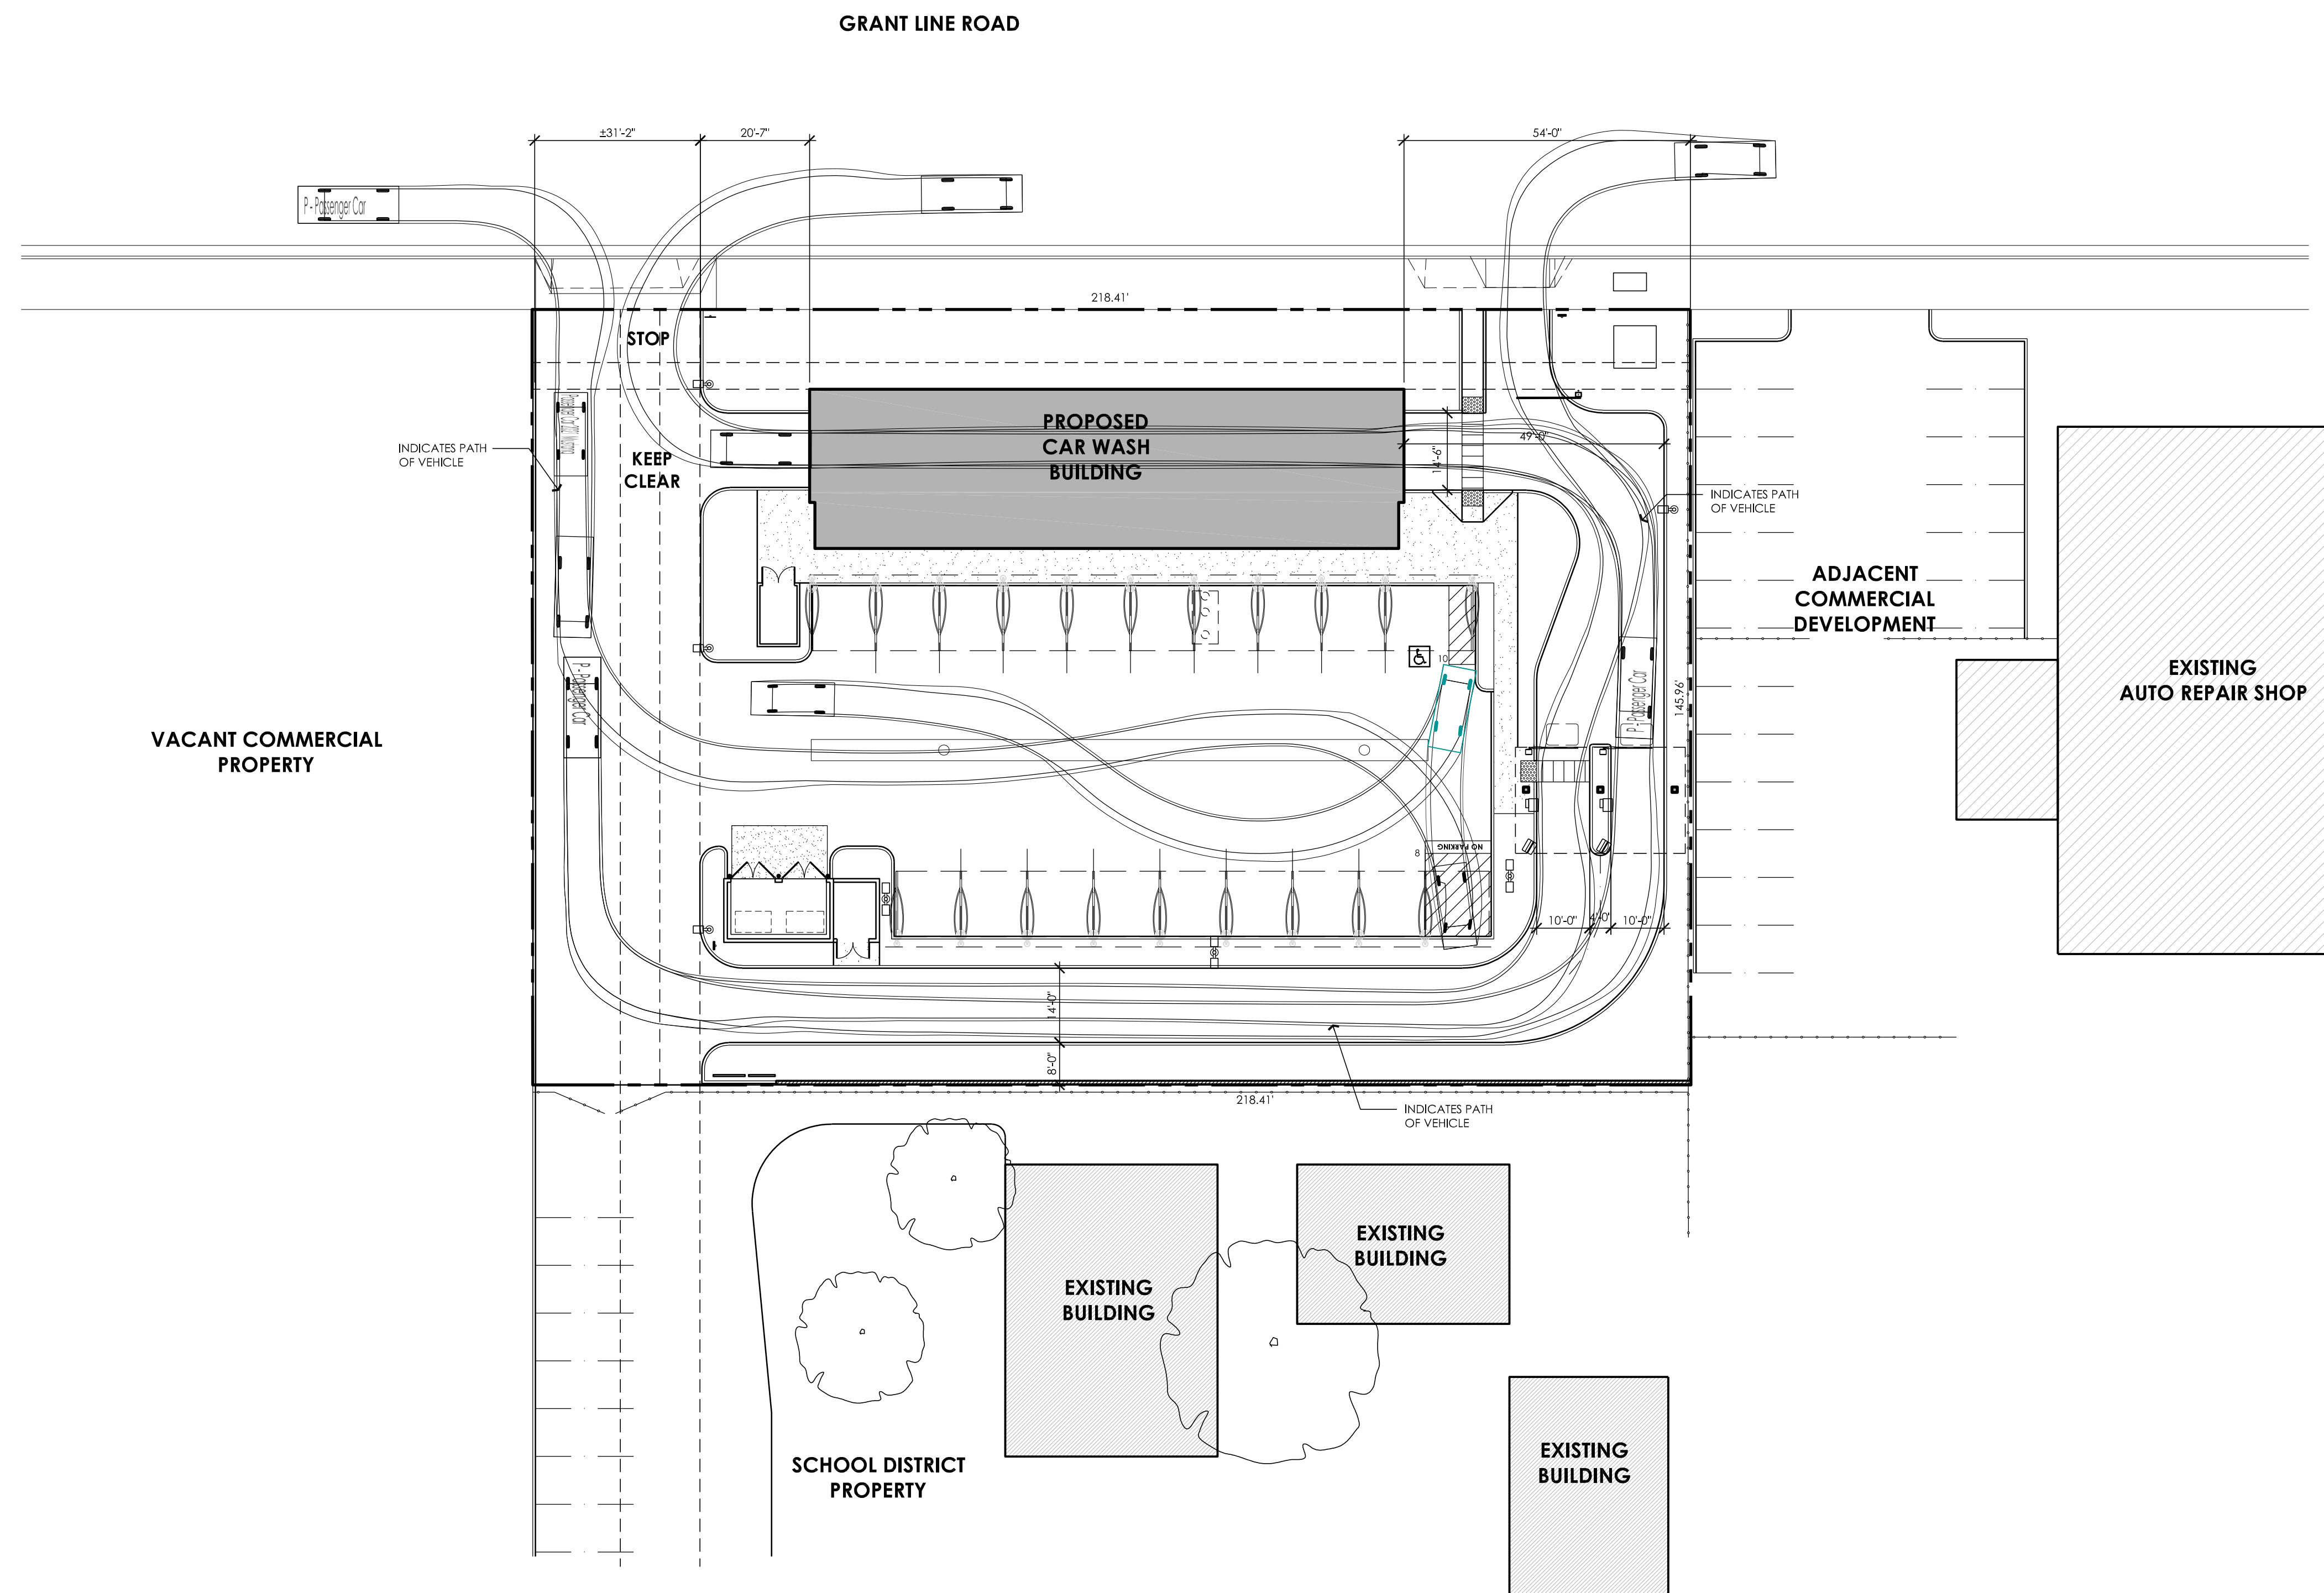 GRANT LINE ROAD
±31'-2"
20'-7"
54'-0"
P - Passenger Car
218.41'
STOP
PROPOSED
CAR WASH
BUILDING
INDICATES PATH
OF VEHICLE
KEEP
CLEAR
49'-0"
14'-6"
INDICATES PATH
OF VEHICLE
ADJACENT
COMMERCIAL
DEVELOPMENT
EXISTING
AUTO REPAIR SHOP
10
P - Passenger Car
P - Passenger Car
145.96'
VACANT COMMERCIAL
PROPERTY
NO PARKING
8
10'-0"
4'-0"
10'-0"
14'-0"
8'-0"
218.41'
INDICATES PATH
OF VEHICLE
EXISTING
BUILDING
EXISTING
BUILDING
EXISTING
BUILDING
SCHOOL DISTRICT
PROPERTY